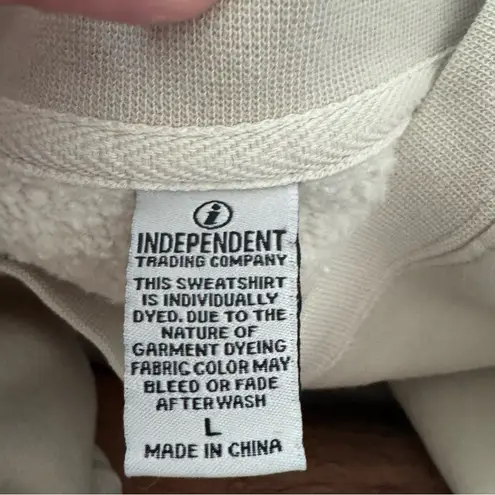 i
INDEPENDENT
TRADING COMPANY
THIS SWEATSHIRT
IS INDIVIDUALLY
DYED. DUE TO THE
NATURE OF
GARMENT DYEING
FABRIC COLOR MAY
BLEED OR FADE
AFTER WASH
L
MADE IN CHINA